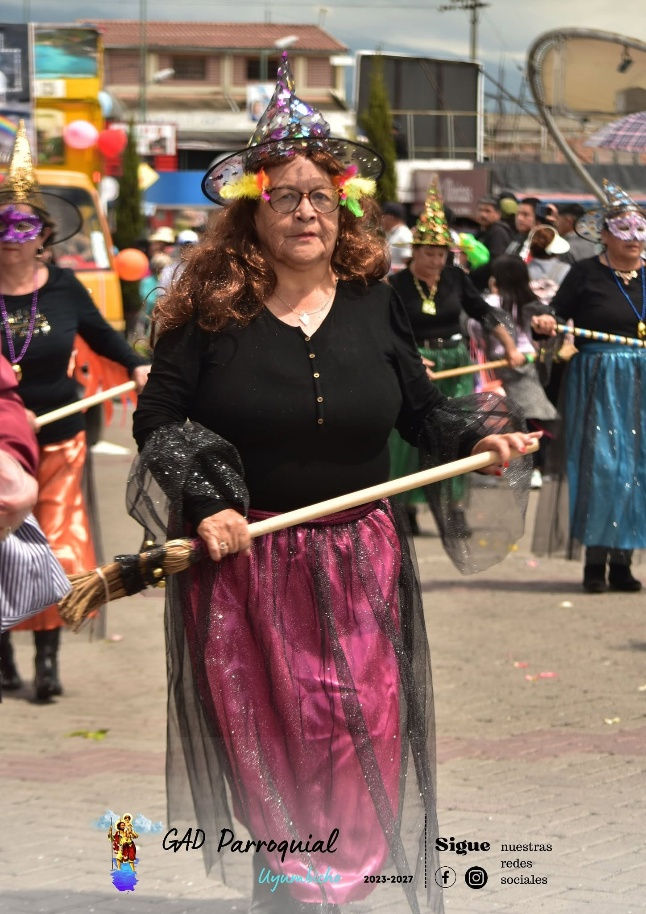 GAD Parroquial
Uyumbicho
2023-2027
Sigue
nuestras
redes
sociales